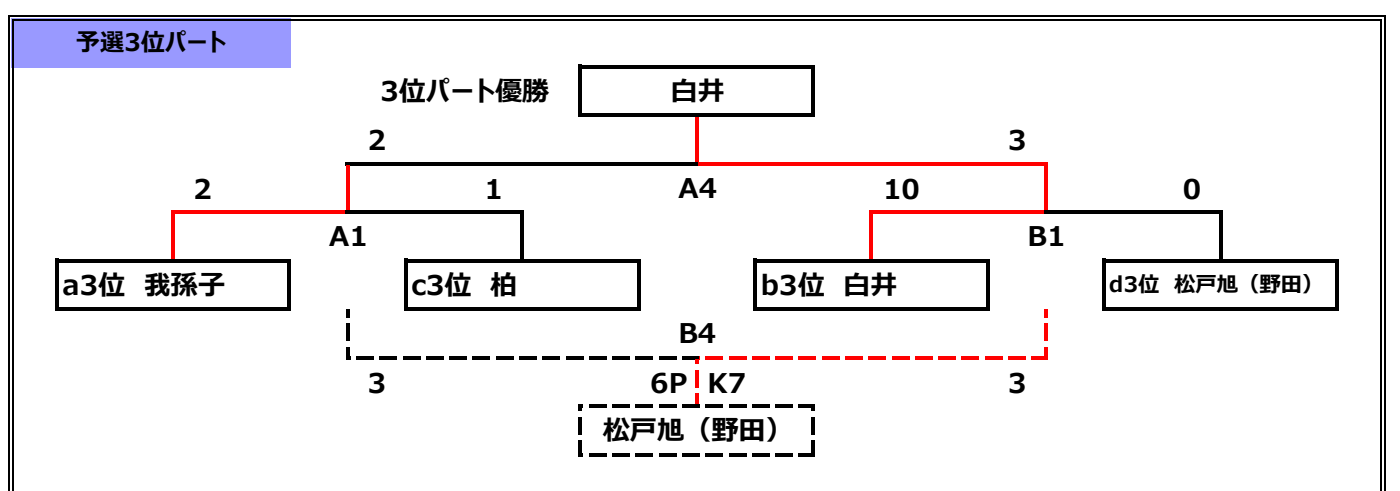 予選3位パート
3位パート優勝 白井
2 3
2 1 A4 10 0
A1 B1
a3位 我孫子 c3位 柏 b3位 白井 d3位 松戸旭（野田）
B4
3 6P K7 3
松戸旭（野田）